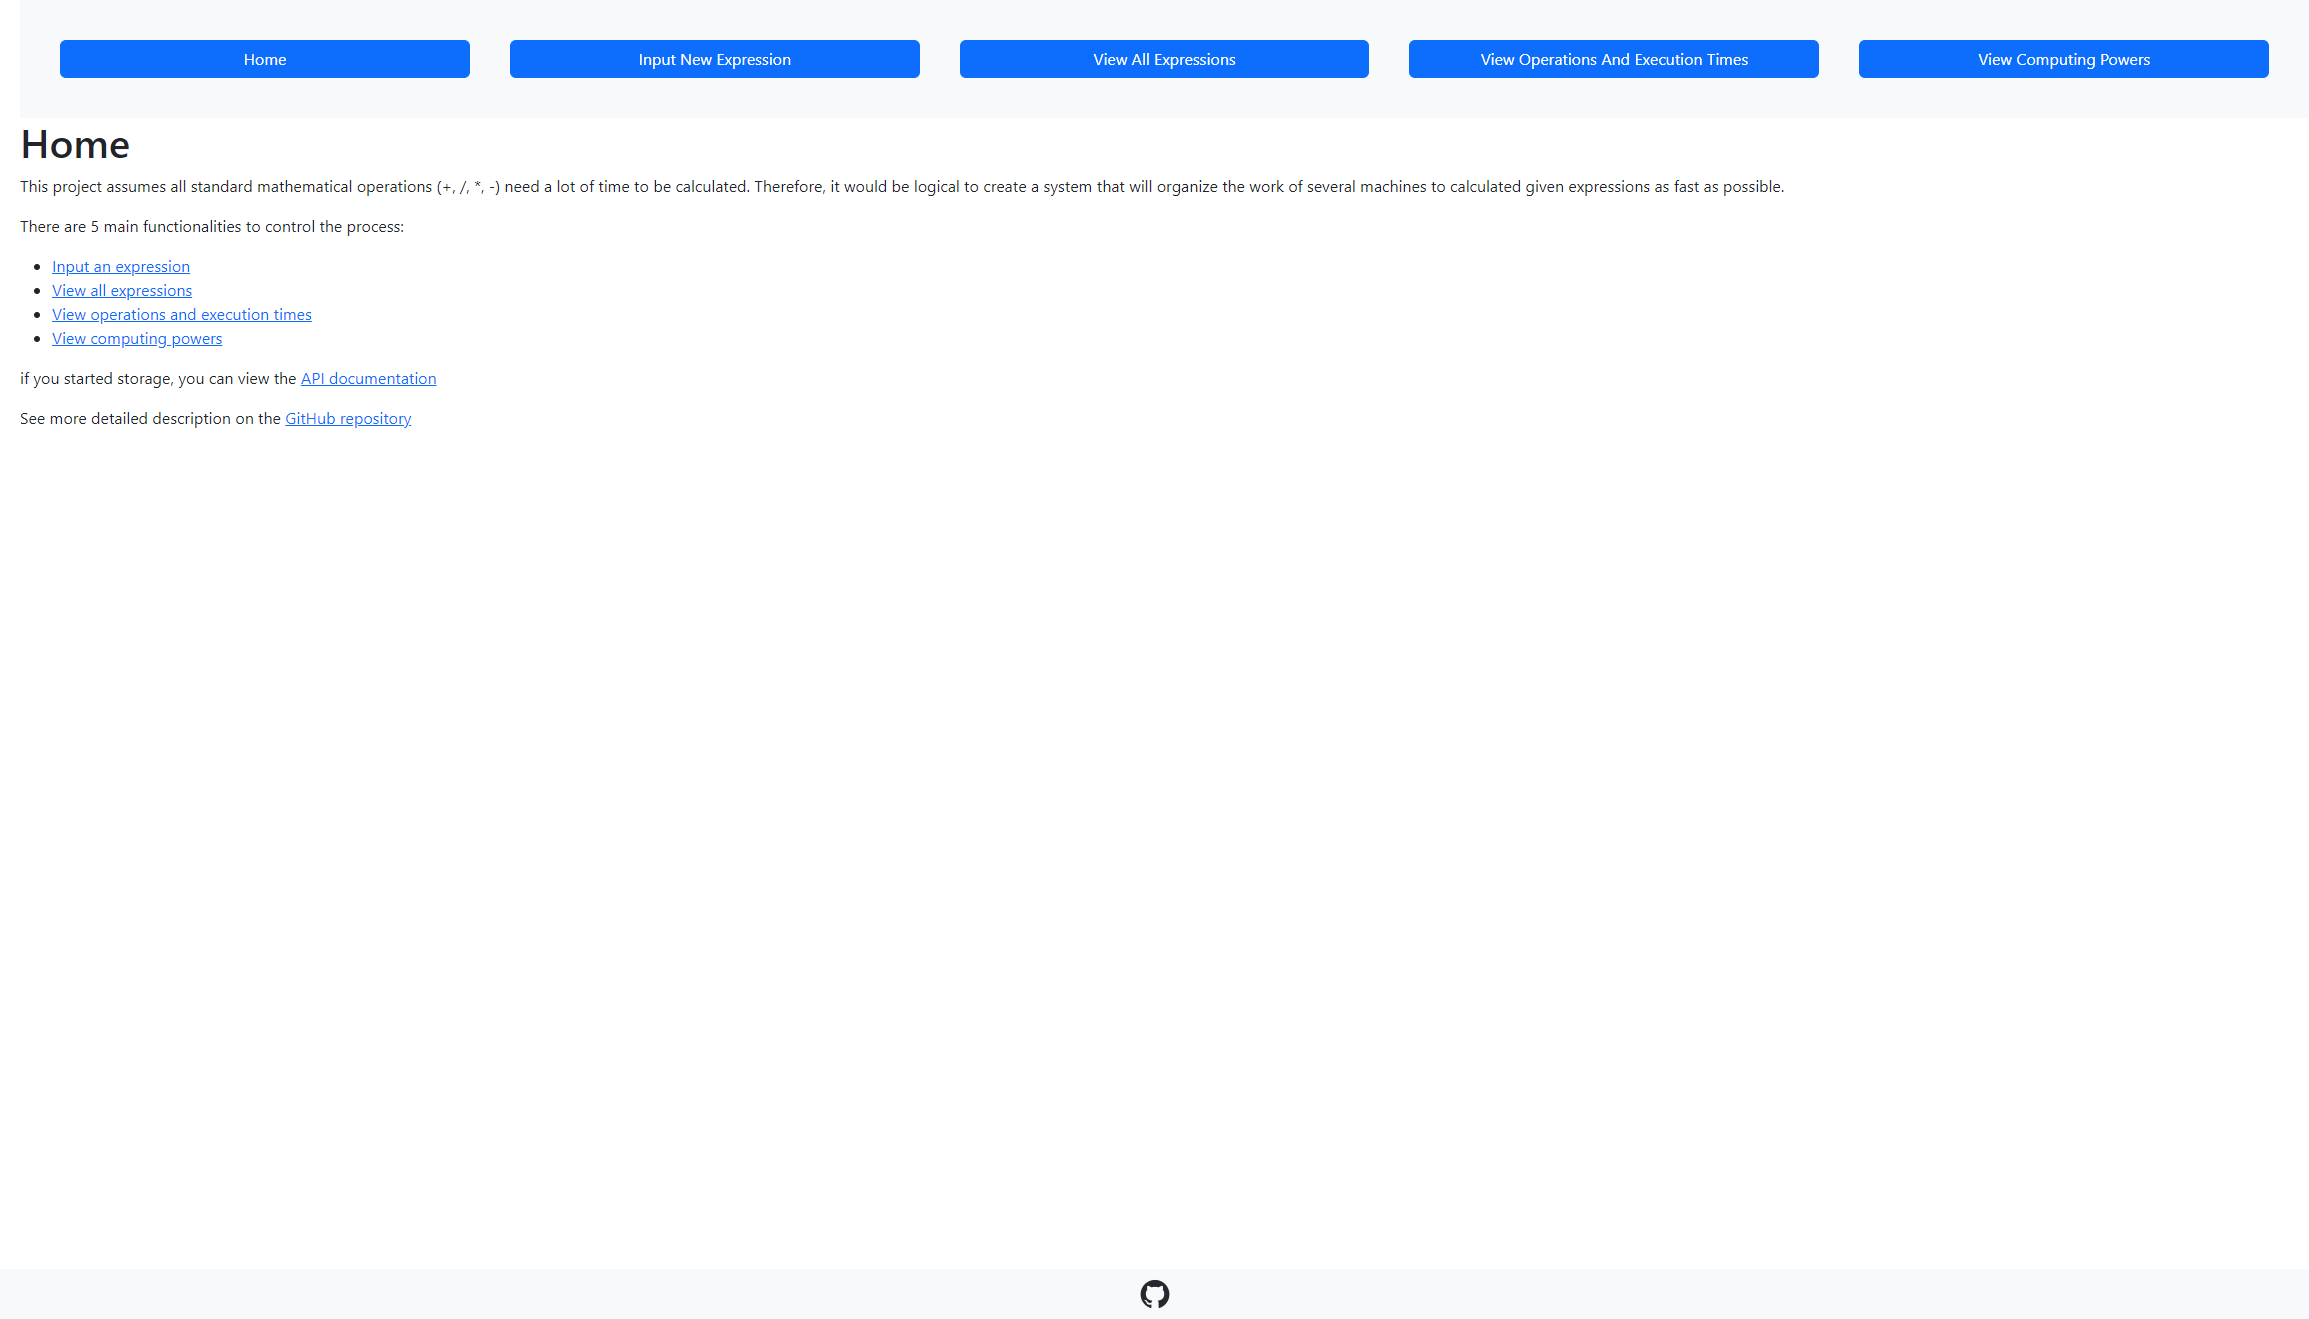 Home
Input New Expression
View All Expressions
View Operations And Execution Times
View Computing Powers
Home
This project assumes all standard mathematical operations (+, /, *, -) need a lot of time to be calculated. Therefore, it would be logical to create a system that will organize the work of several machines to calculated given expressions as fast as possible.
There are 5 main functionalities to control the process:
Input an expression
View all expressions
View operations and execution times
View computing powers
if you started storage, you can view the API documentation
See more detailed description on the GitHub repository